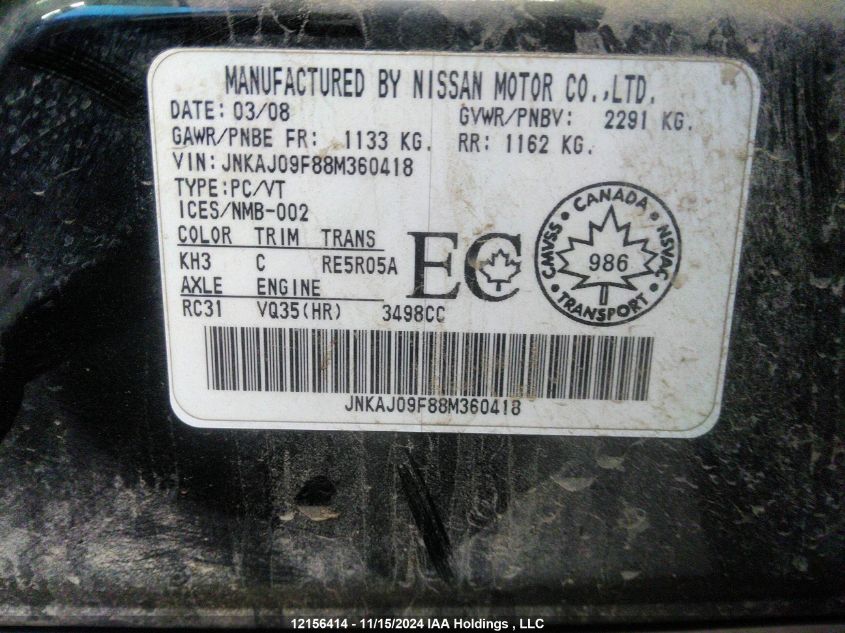 MANUFACTURED BY NISSAN MOTOR CO.,LTD.
DATE: 03/08 GVWR/PNBV: 2291 KG.
GAWR/PNBE FR: 1133 KG. RR: 1162 KG.
VIN: JNKAJ09F88M360418
TYPE:PC/VT
ICES/NMB-002
COLOR TRIM TRANS
KH3 C RE5R05A
AXLE ENGINE
RC31 VQ35(HR) 3498CC
EC
CANADA
CMVSS NSVAC
986
TRANSPORT
JNKAJ09F88M360418
12156414 - 11/15/2024 IAA Holdings , LLC